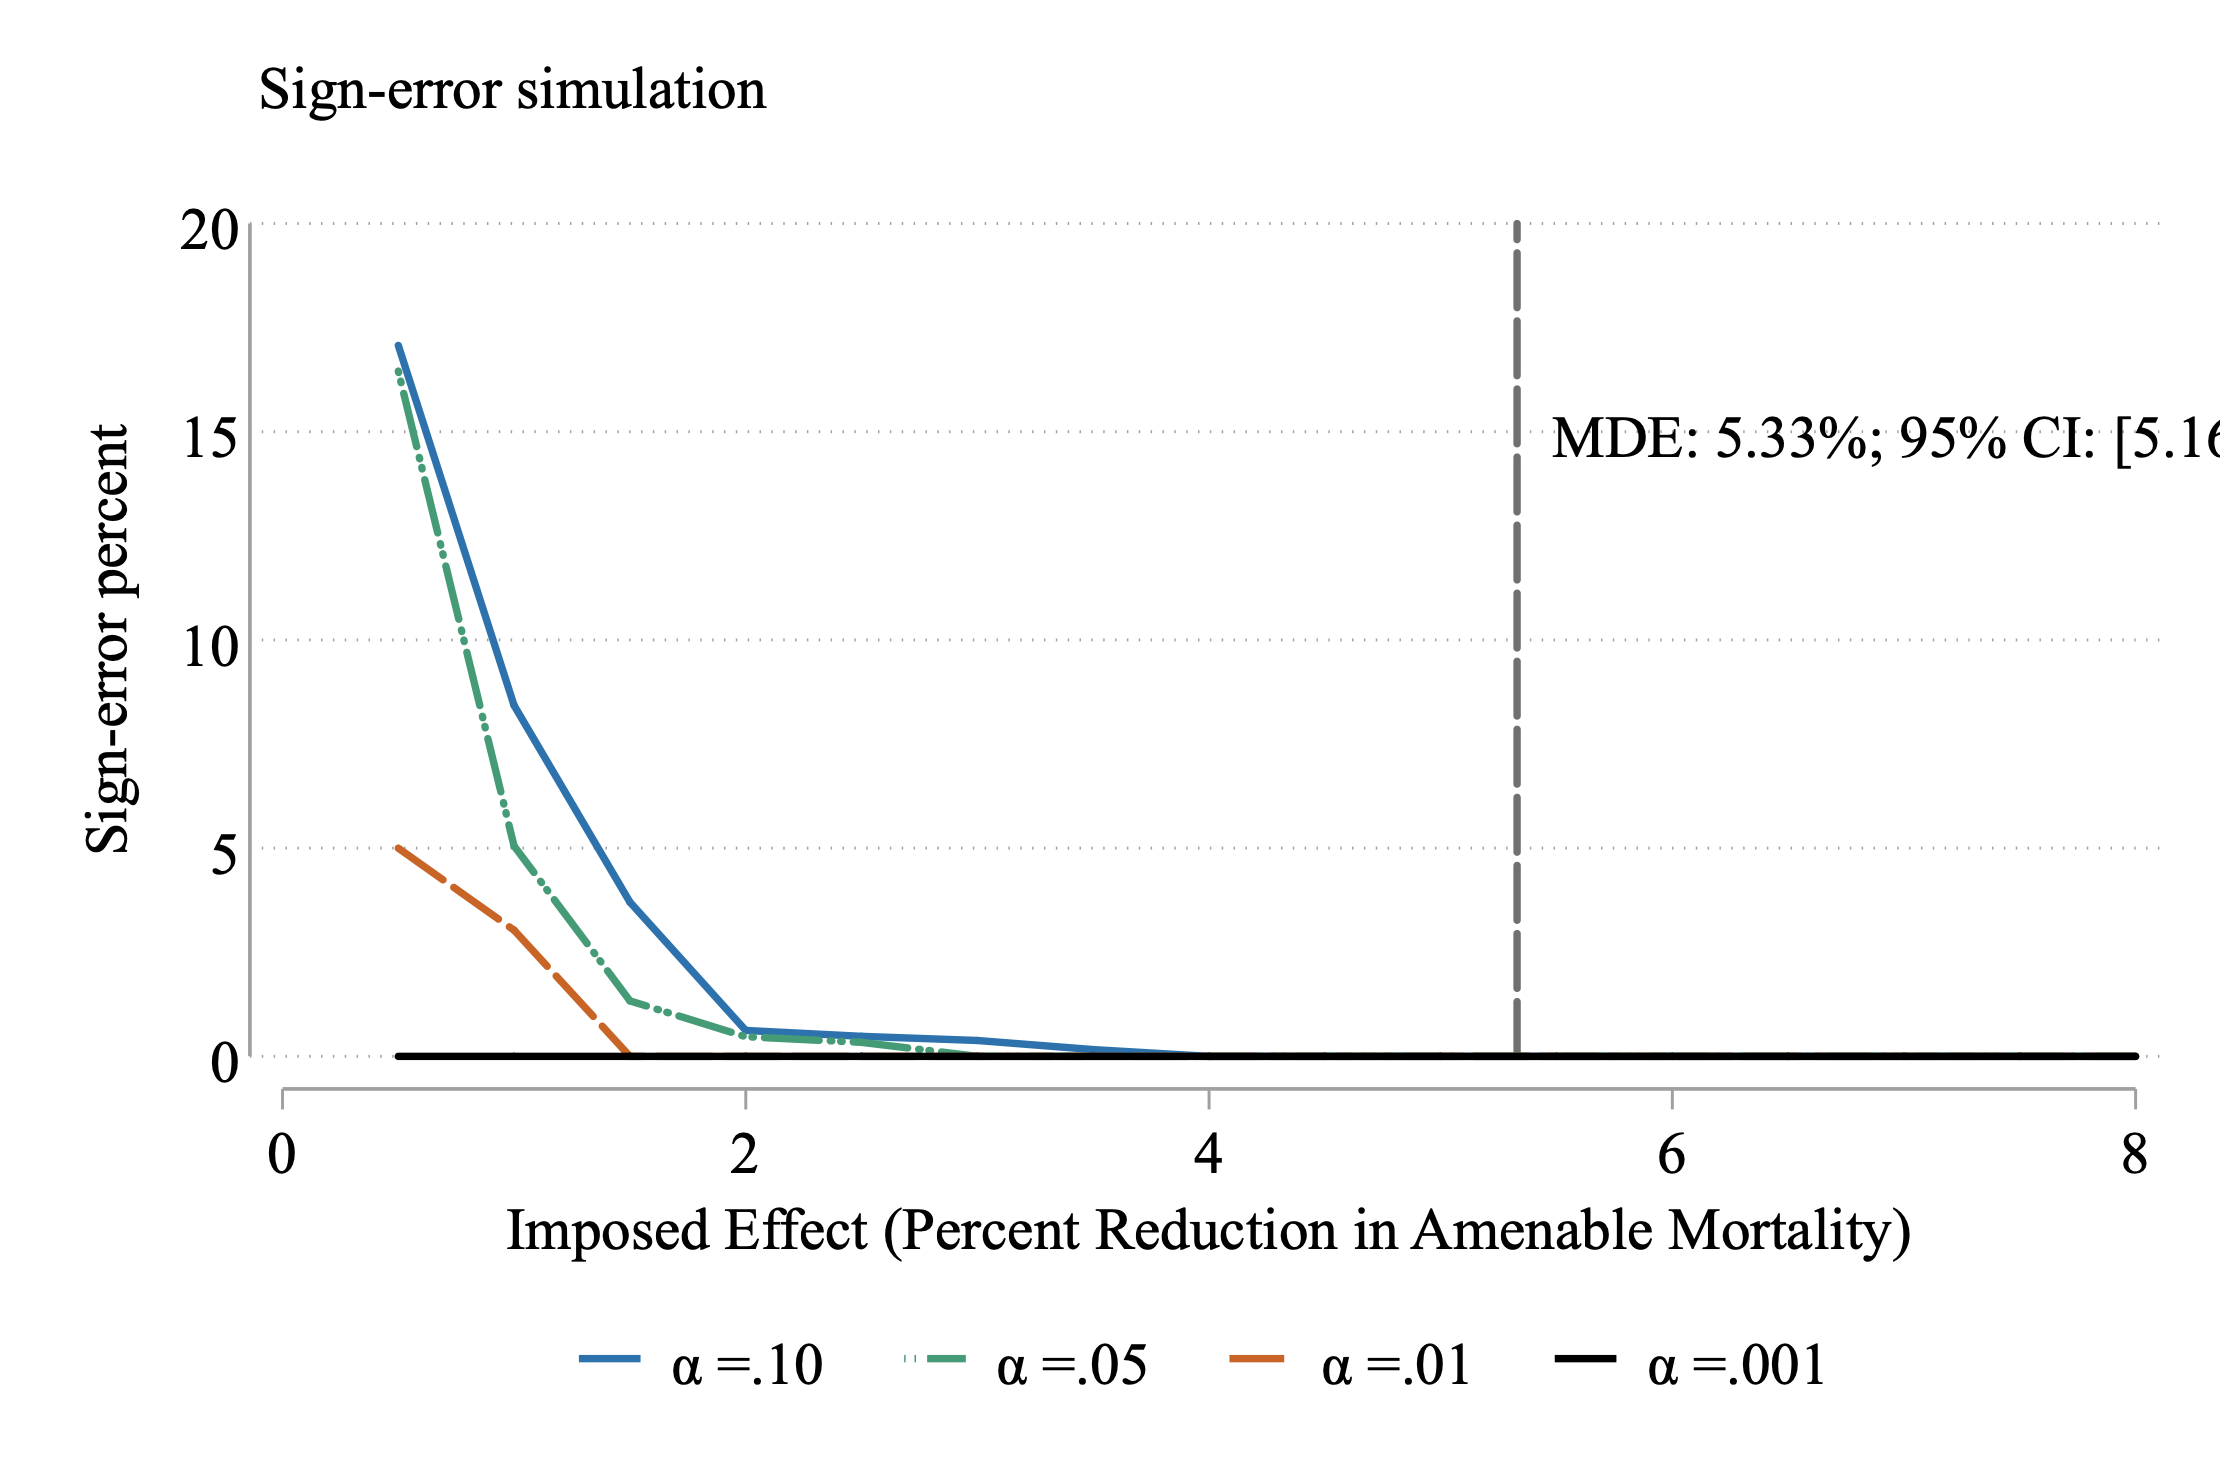 Sign-error simulation
20
15
10
5
0
Sign-error percent
MDE: 5.33%; 95% CI: [5.16
0 2 4 6 8
Imposed Effect (Percent Reduction in Amenable Mortality)
α =.10 α =.05 α =.01 α =.001